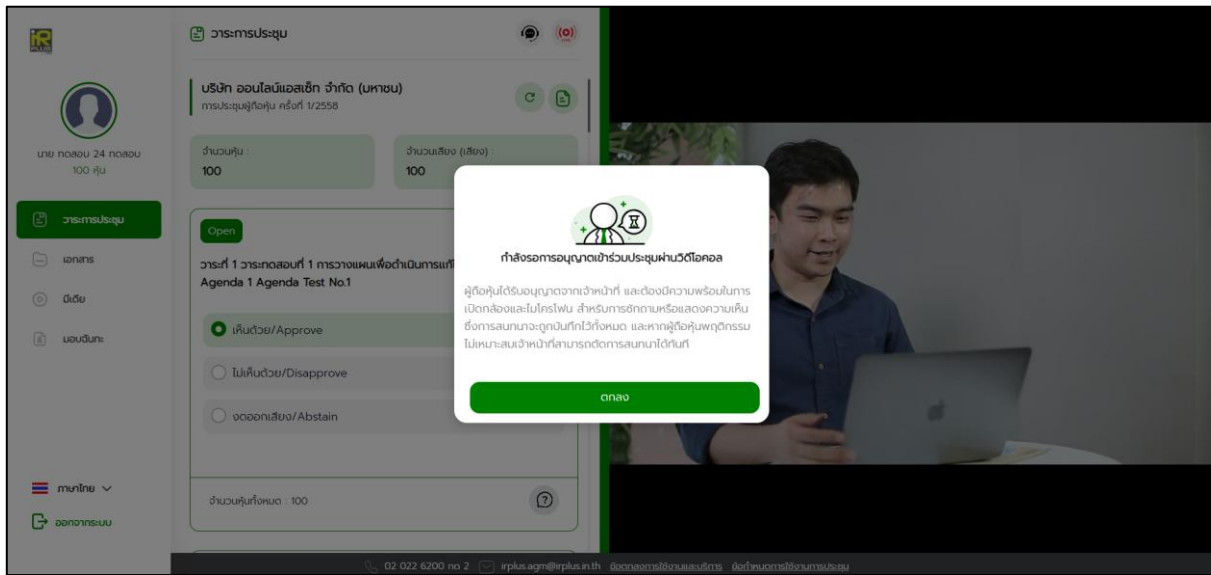 iR
PLUS
นาย ทดสอบ 24 ทดสอบ
100 หุ้น
วาระการประชุม
เอกสาร
มีเดีย
มอบฉันทะ
ภาษาไทย
ออกจากระบบ
วาระการประชุม
LIVE
บริษัท ออนไลน์แอสเซ็ท จำกัด (มหาชน)
การประชุมผู้ถือหุ้น ครั้งที่ 1/2558
จำนวนหุ้น :
100
จำนวนเสียง (เสียง) :
100
Open
วาระที่ 1 วาระทดสอบที่ 1 การวางแผนเพื่อดำเนินการแก้ไ
Agenda 1 Agenda Test No.1
เห็นด้วย/Approve
ไม่เห็นด้วย/Disapprove
งดออกเสียง/Abstain
จำนวนหุ้นทั้งหมด : 100
กำลังรอการอนุญาตเข้าร่วมประชุมผ่านวิดีโอคอล
ผู้ถือหุ้นได้รับอนุญาตจากเจ้าหน้าที่ และต้องมีความพร้อมในการ
เปิดกล้องและไมโครโฟน สำหรับการซักถามหรือแสดงความเห็น
ซึ่งการสนทนาจะถูกบันทึกไว้ทั้งหมด และหากผู้ถือหุ้นพฤติกรรม
ไม่เหมาะสมเจ้าหน้าที่สามารถตัดการสนทนาได้ทันที
ตกลง
02 022 6200 กด 2 irplus.agm@irplus.in.th ข้อตกลงการใช้งานและบริการ ข้อกำหนดการใช้งานการประชุม